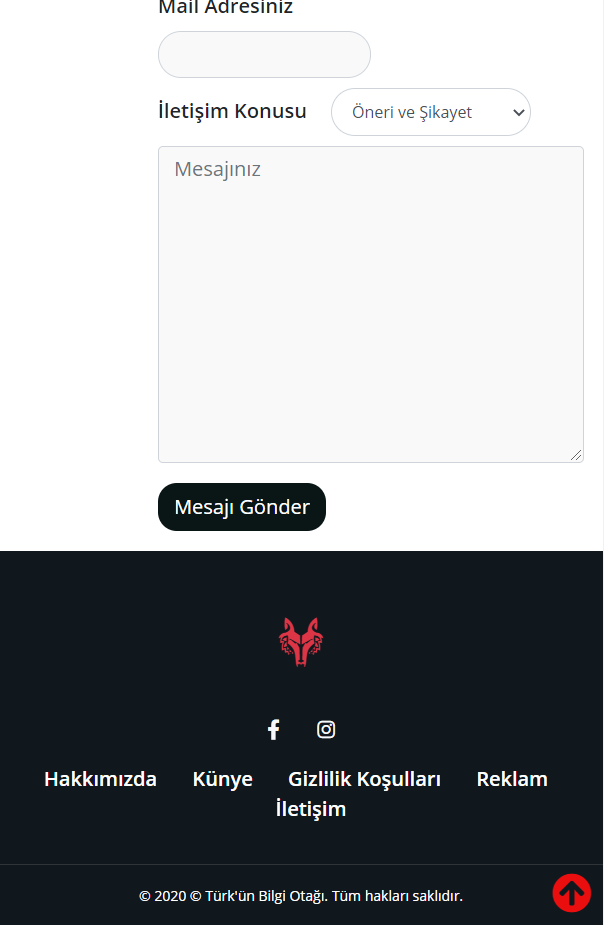 Mail Adresiniz
İletişim Konusu
Öneri ve Şikayet
Mesajınız
Mesajı Gönder
Hakkımızda Künye Gizlilik Koşulları Reklam
İletişim
© 2020 © Türk'ün Bilgi Otağı. Tüm hakları saklıdır.